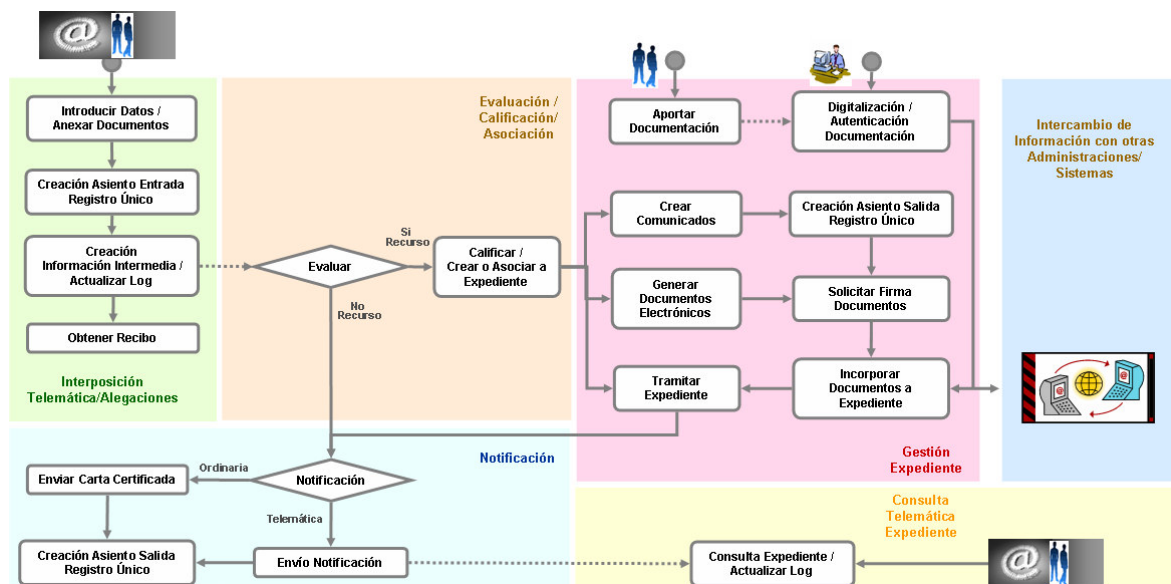 @
Introducir Datos /
Anexar Documentos
Creación Asiento Entrada
Registro Único
Creación
Información Intermedia /
Actualizar Log
Obtener Recibo
Interposición
Telemática/Alegaciones
Evaluación /
Calificación/
Asociación
Evaluar
Si
Recurso
No
Recurso
Calificar /
Crear o Asociar a
Expediente
Aportar
Documentación
Digitalización /
Autenticación
Documentación
Crear
Comunicados
Creación Asiento Salida
Registro Único
Generar
Documentos
Electrónicos
Solicitar Firma
Documentos
Tramitar
Expediente
Incorporar
Documentos a
Expediente
Gestión
Expediente
Intercambio de
Información con otras
Administraciones/
Sistemas
@
@
Notificación
Ordinaria
Enviar Carta Certificada
Notificación
Telemática
Creación Asiento Salida
Registro Único
Envío Notificación
Consulta
Telemática
Expediente
Consulta Expediente /
Actualizar Log
@